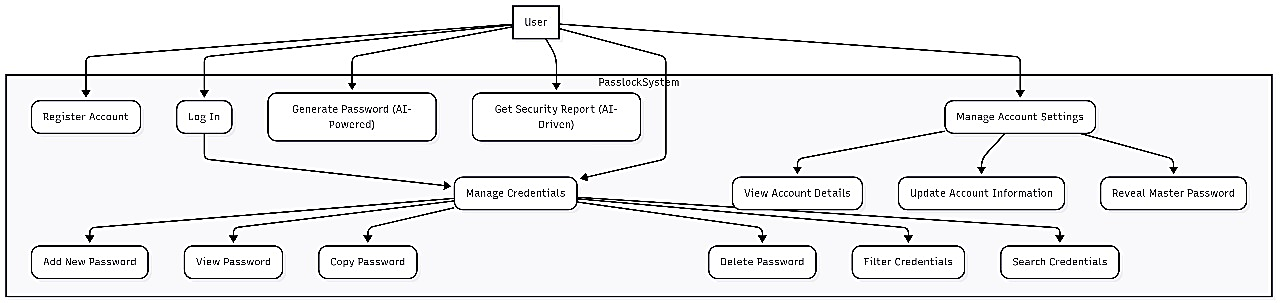 User
PasslockSystem
Register Account
Log In
Generate Password (AI-
Powered)
Get Security Report (AI-
Driven)
Manage Account Settings
Manage Credentials
View Account Details
Update Account Information
Reveal Master Password
Add New Password
View Password
Copy Password
Delete Password
Filter Credentials
Search Credentials